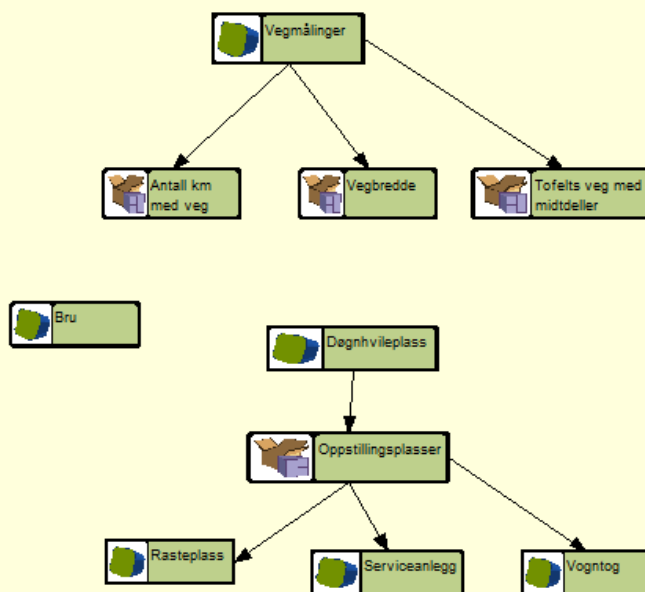 Vegmålinger
Antall km
med veg
Vegbredde
Tofelts veg med
midtdeller
Bru
Døgnhvileplass
Oppstillingsplasser
Rasteplass
Serviceanlegg
Vogntog